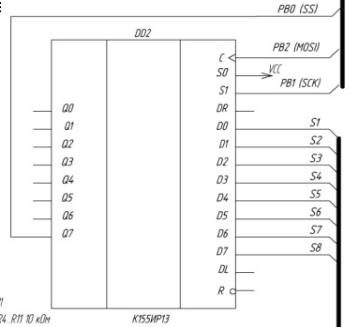 PB0 (SS)
DD2
C
PB2 (MOSI)
S0
VCC
S1
PB1 (SCK)
Q0
DR
Q1
D0
S1
Q2
D1
S2
Q3
D2
S3
Q4
D3
S4
Q5
D4
S5
Q6
D5
S6
Q7
D6
S7
D7
S8
DL
R
R4..R11 10 кОм
К155ИР13